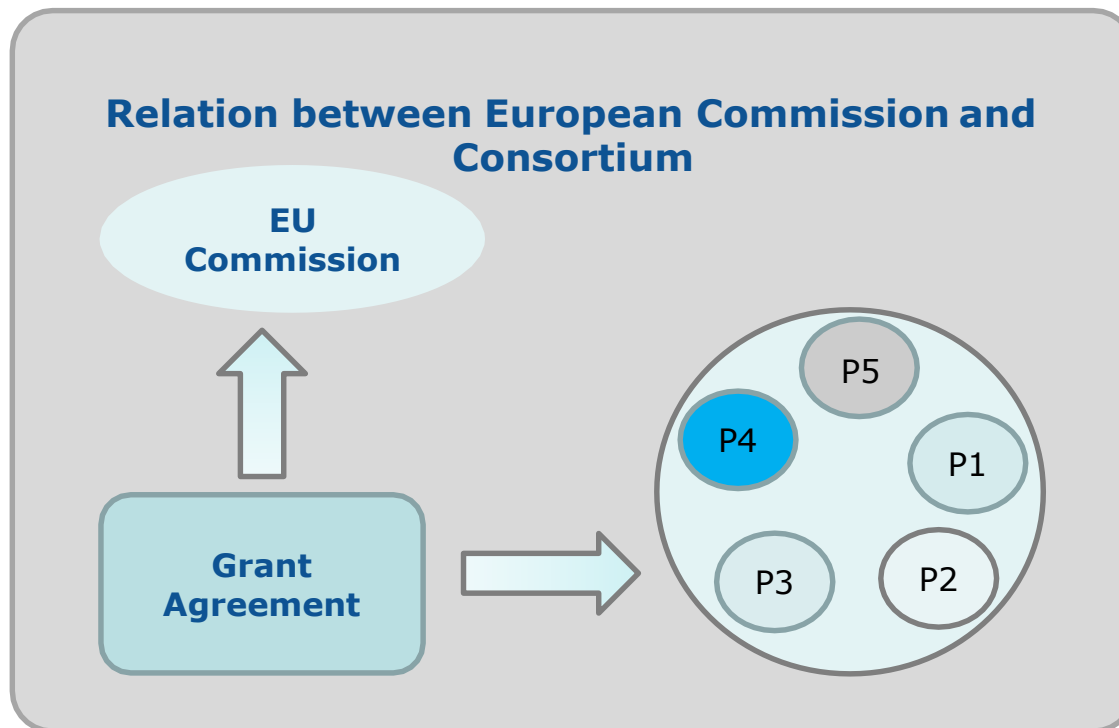 Relation between European Commission and
Consortium
EU
Commission
P5
P4
P1
P3
P2
Grant
Agreement